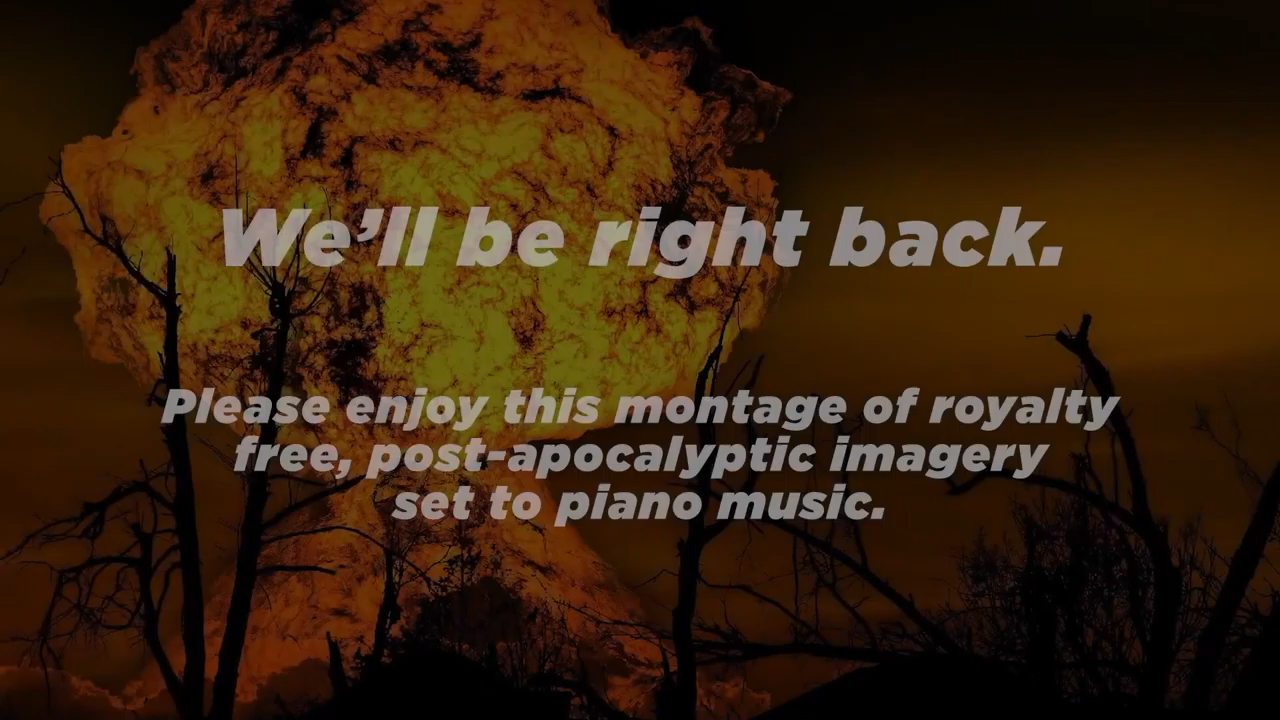 We’ll be right back.
Please enjoy this montage of royalty
free, post-apocalyptic imagery
set to piano music.